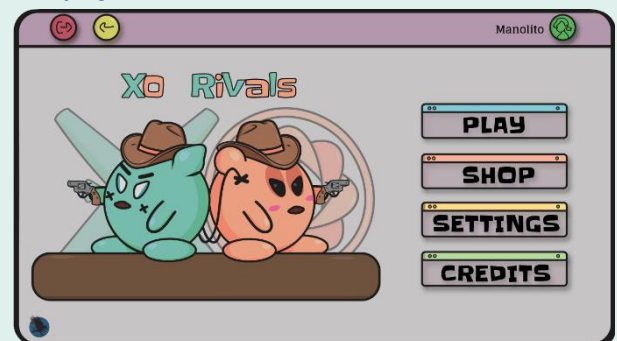 Manolito
XO Rivals
PLAY
SHOP
SETTINGS
CREDITS